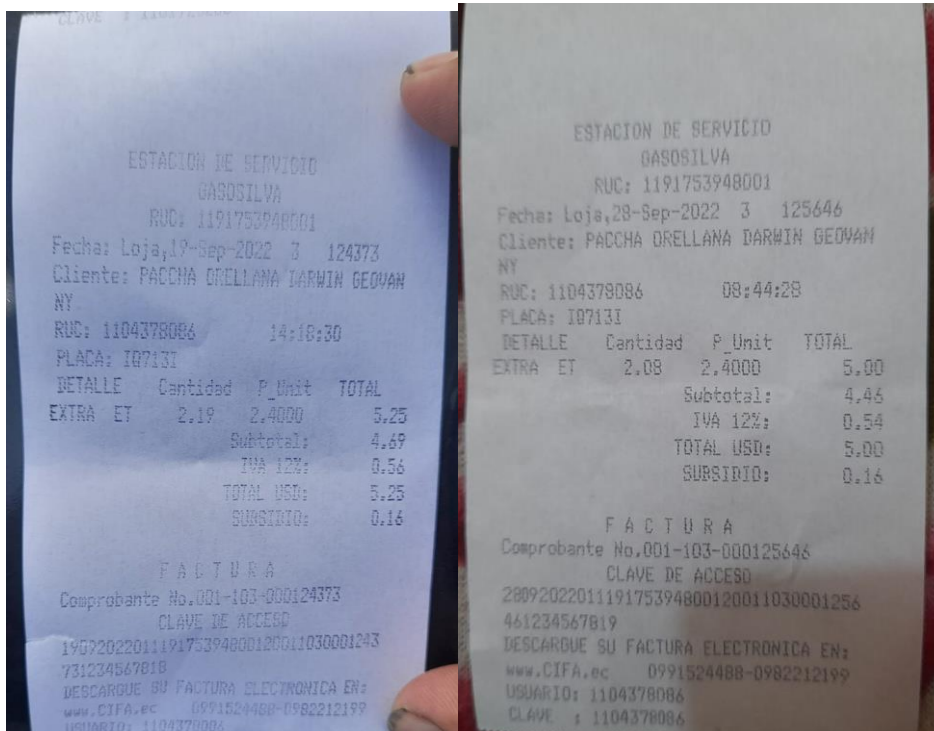 CLAVE : 1104378086
ESTACION DE SERVICIO
GASOSILVA
RUC: 1191753948001
Fecha: Loja,19-Sep-2022 3 124373
Cliente: PACCHA ORELLANA DARWIN GEOVAN
NY
RUC: 1104378086 14:18:30
PLACA: IQ713I
DETALLE Cantidad P_Unit TOTAL
EXTRA ET 2.19 2.4000 5.25
Subtotal: 4.69
IVA 12%: 0.56
TOTAL USD: 5.25
SUBSIDIO: 0.16
F A C T U R A
Comprobante No.001-103-000124373
CLAVE DE ACCESO
1909202201119175394800120011030001243
731234567818
DESCARGUE SU FACTURA ELECTRONICA EN:
www.CIFA.ec 0991524488-0982212199
USUARIO: 1104378086
ESTACION DE SERVICIO
GASOSILVA
RUC: 1191753948001
Fecha: Loja,28-Sep-2022 3 125646
Cliente: PACCHA ORELLANA DARWIN GEOVAN
NY
RUC: 1104378086 08:44:28
PLACA: IQ713I
DETALLE Cantidad P_Unit TOTAL
EXTRA ET 2.08 2.4000 5.00
Subtotal: 4.46
IVA 12%: 0.54
TOTAL USD: 5.00
SUBSIDIO: 0.16
F A C T U R A
Comprobante No.001-103-000125646
CLAVE DE ACCESO
2809202201119175394800120011030001256
461234567819
DESCARGUE SU FACTURA ELECTRONICA EN:
www.CIFA.ec 0991524488-0982212199
USUARIO: 1104378086
CLAVE : 1104378086